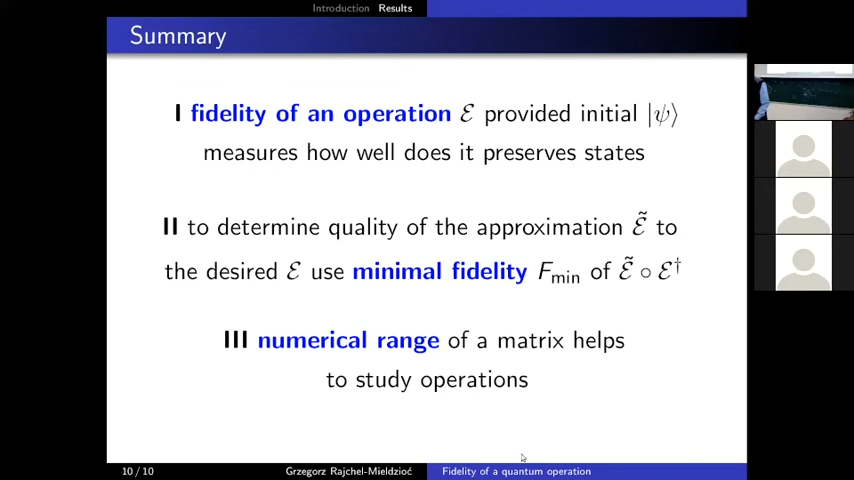 Introduction Results
Summary
I fidelity of an operation ℰ provided initial |ψ⟩
measures how well does it preserves states
II to determine quality of the approximation ℰ̃ to
the desired ℰ use minimal fidelity F_min of ℰ̃ ∘ ℰ†
III numerical range of a matrix helps
to study operations
10 / 10 Grzegorz Rajchel-Mieldzioć Fidelity of a quantum operation